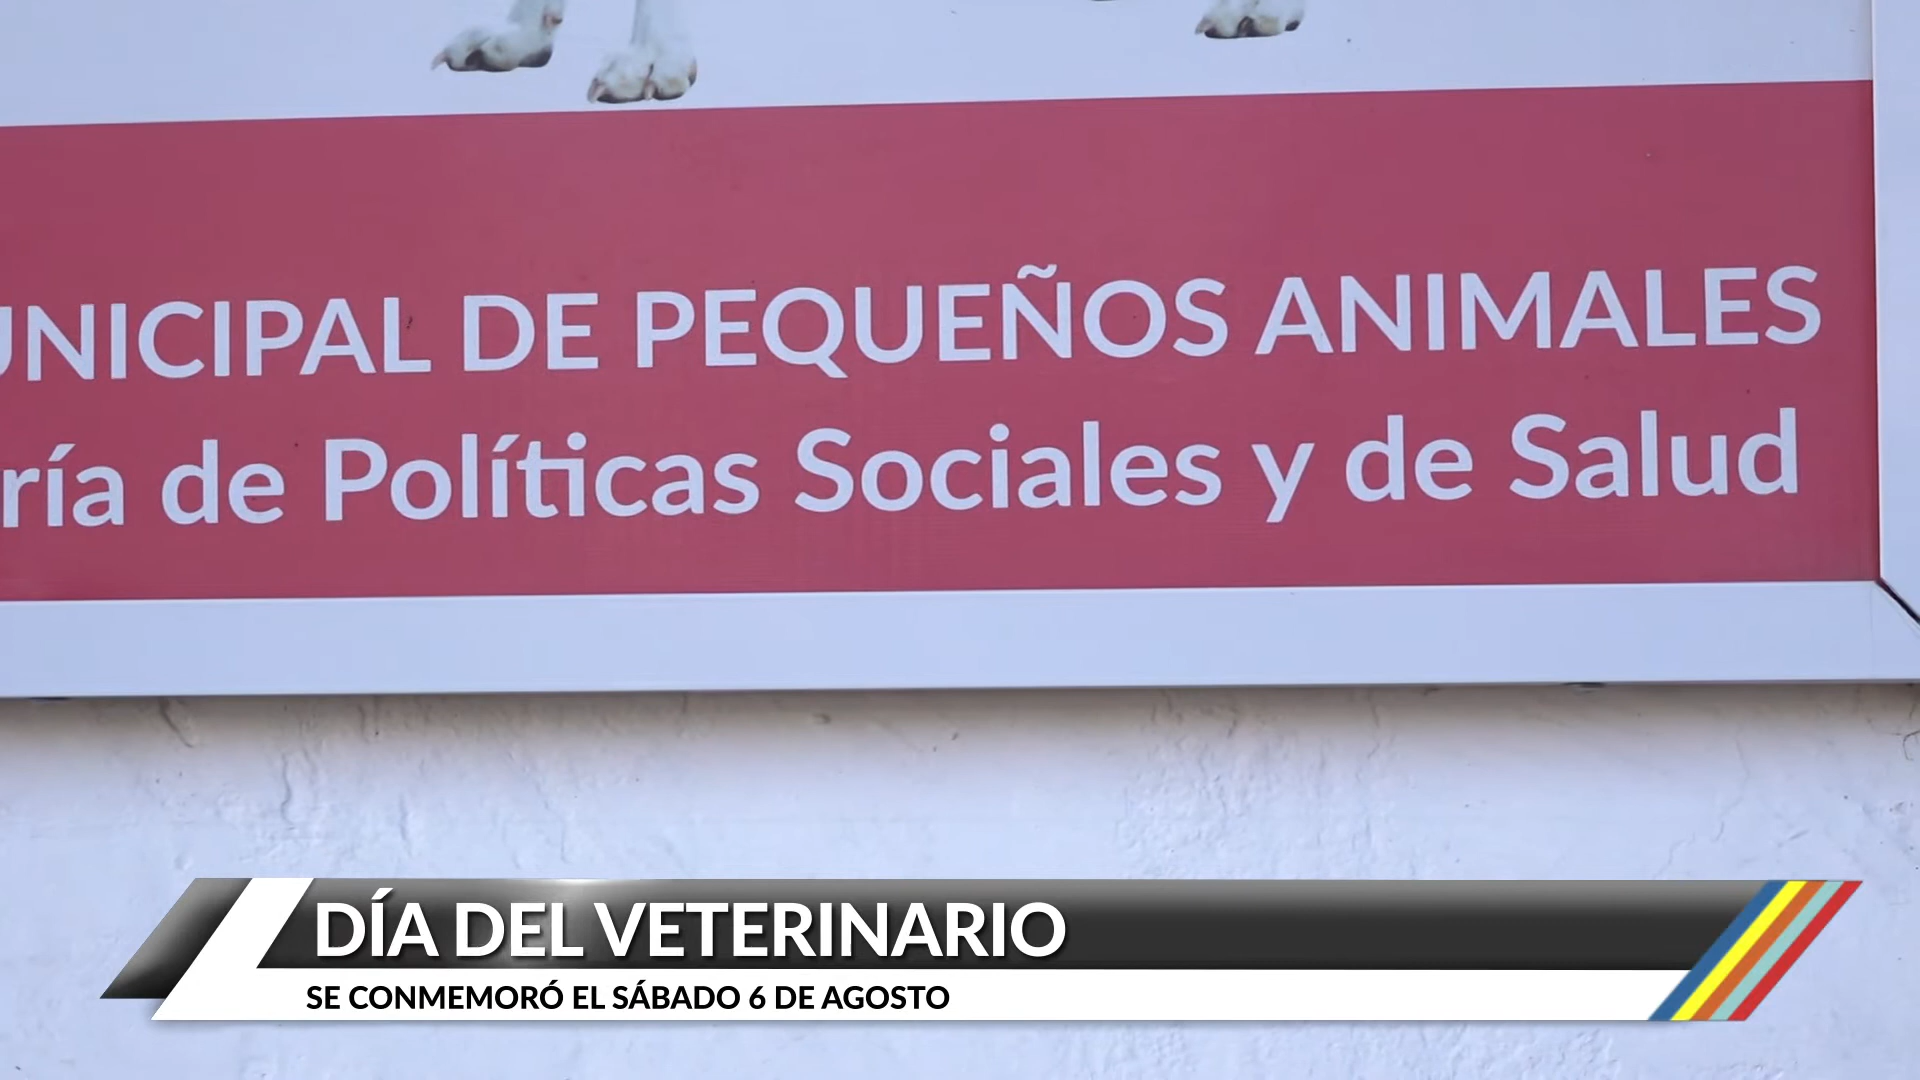 UNICIPAL DE PEQUEÑOS ANIMALES
ría de Políticas Sociales y de Salud
DÍA DEL VETERINARIO
SE CONMEMORÓ EL SÁBADO 6 DE AGOSTO